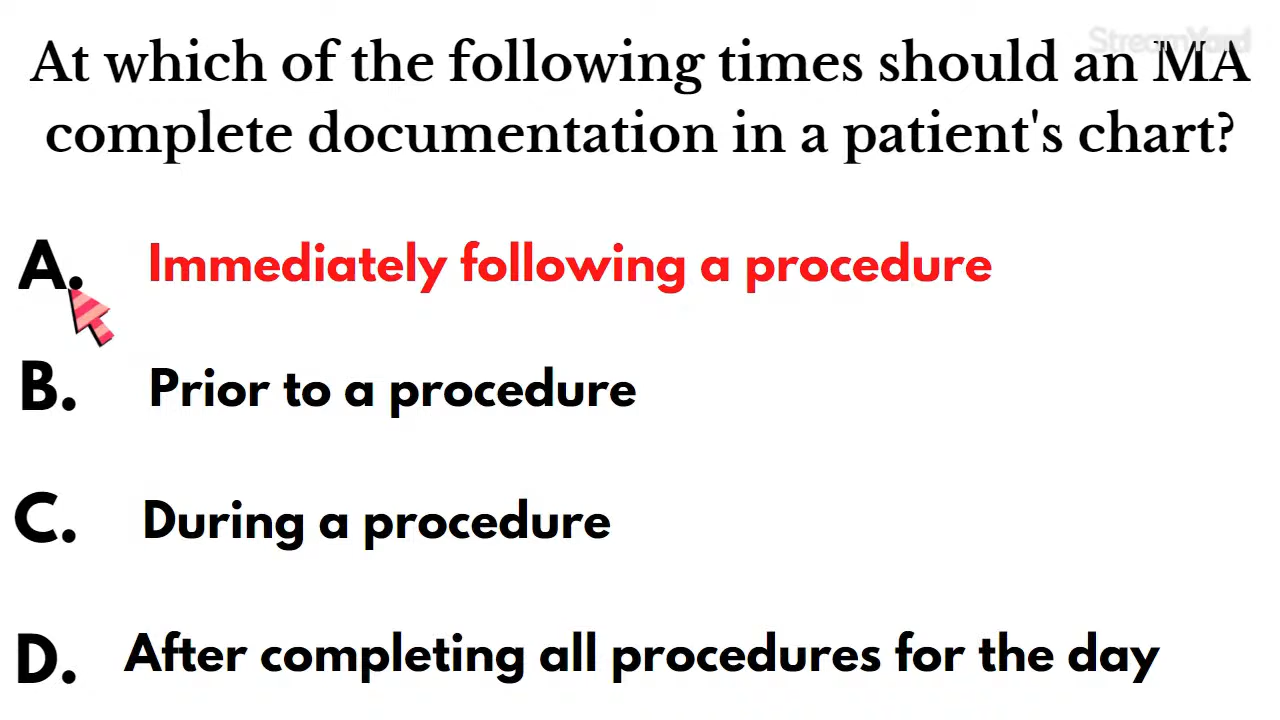 StreamYard
At which of the following times should an MA
complete documentation in a patient's chart?
A. Immediately following a procedure
B. Prior to a procedure
C. During a procedure
D. After completing all procedures for the day